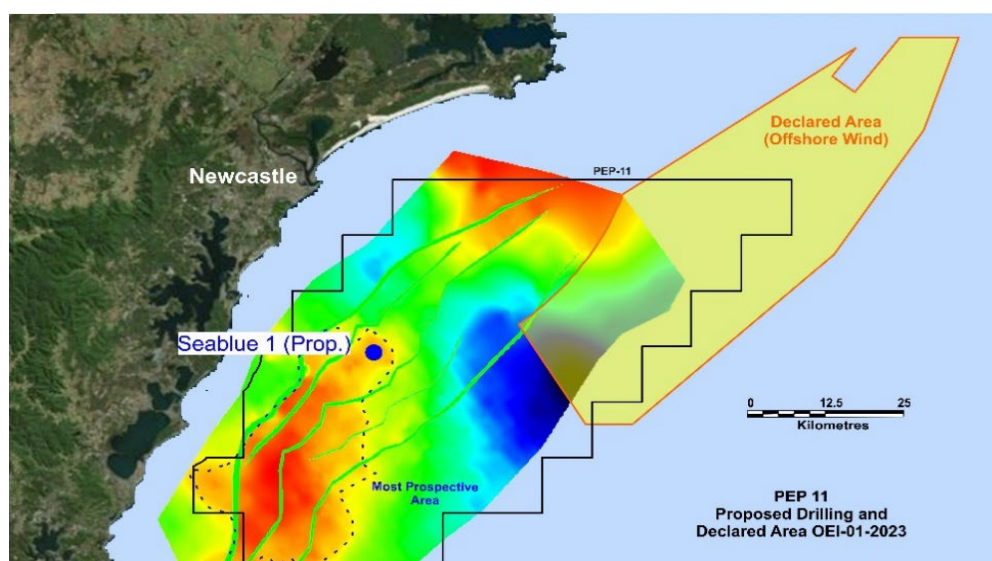 Declared Area
(Offshore Wind)
PEP-11
Newcastle
Seablue 1 (Prop.)
0 12.5 25
Kilometres
Most Prospective
Area
PEP 11
Proposed Drilling and
Declared Area OEI-01-2023